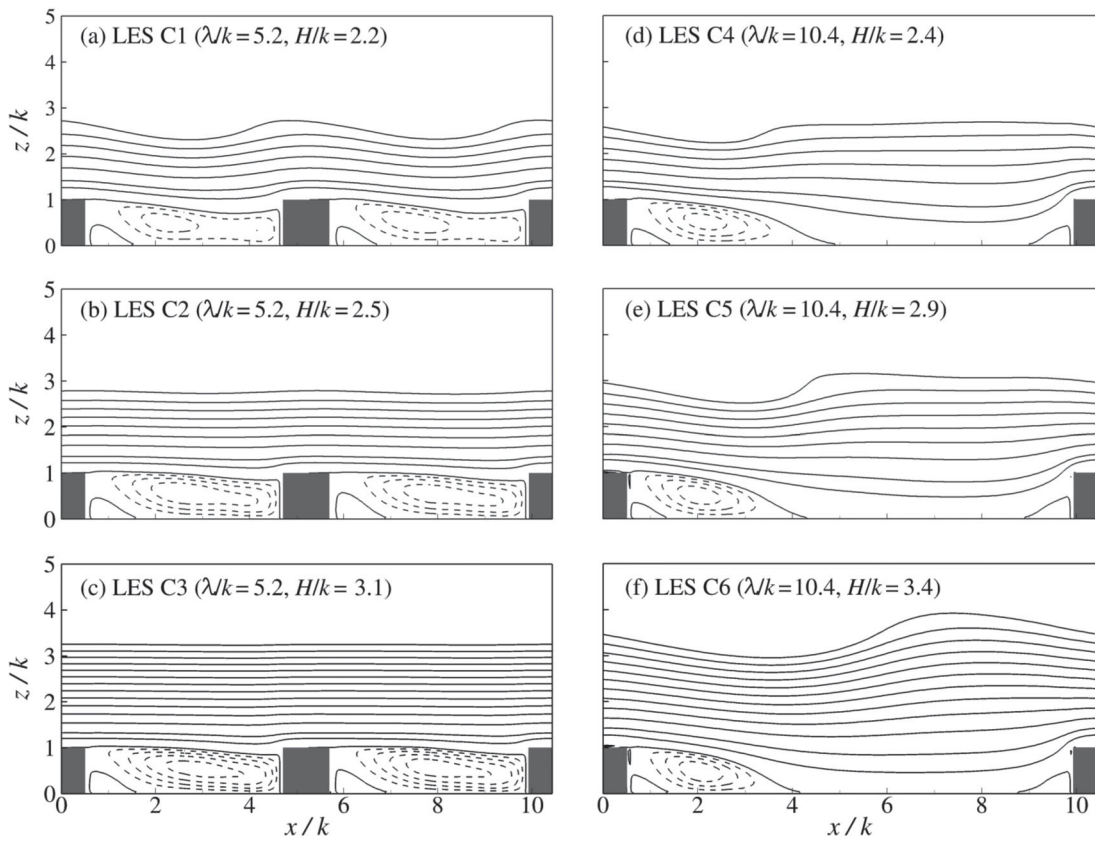 (a) LES C1 (λ/k=5.2, H/k=2.2)
5
4
3
2
1
0
z / k
(d) LES C4 (λ/k=10.4, H/k=2.4)
(b) LES C2 (λ/k=5.2, H/k=2.5)
5
4
3
2
1
0
z / k
(e) LES C5 (λ/k=10.4, H/k=2.9)
(c) LES C3 (λ/k=5.2, H/k= 3.1)
5
4
3
2
1
0
z / k
0 2 4 6 8 10
x / k
(f) LES C6 (λ/k=10.4, H/k=3.4)
0 2 4 6 8 10
x / k